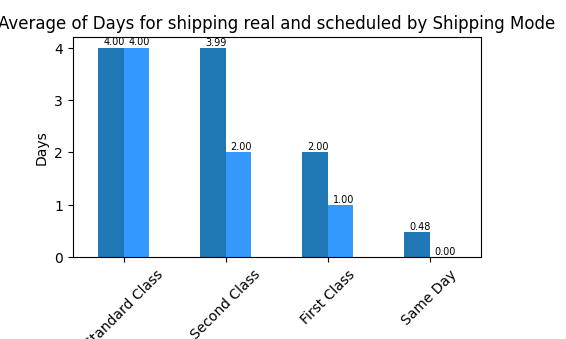 Average of Days for shipping real and scheduled by Shipping Mode
4.00 4.00
3.99
2.00
2.00
1.00
0.48
0.00
4
3
2
1
0
Days
Standard Class
Second Class
First Class
Same Day